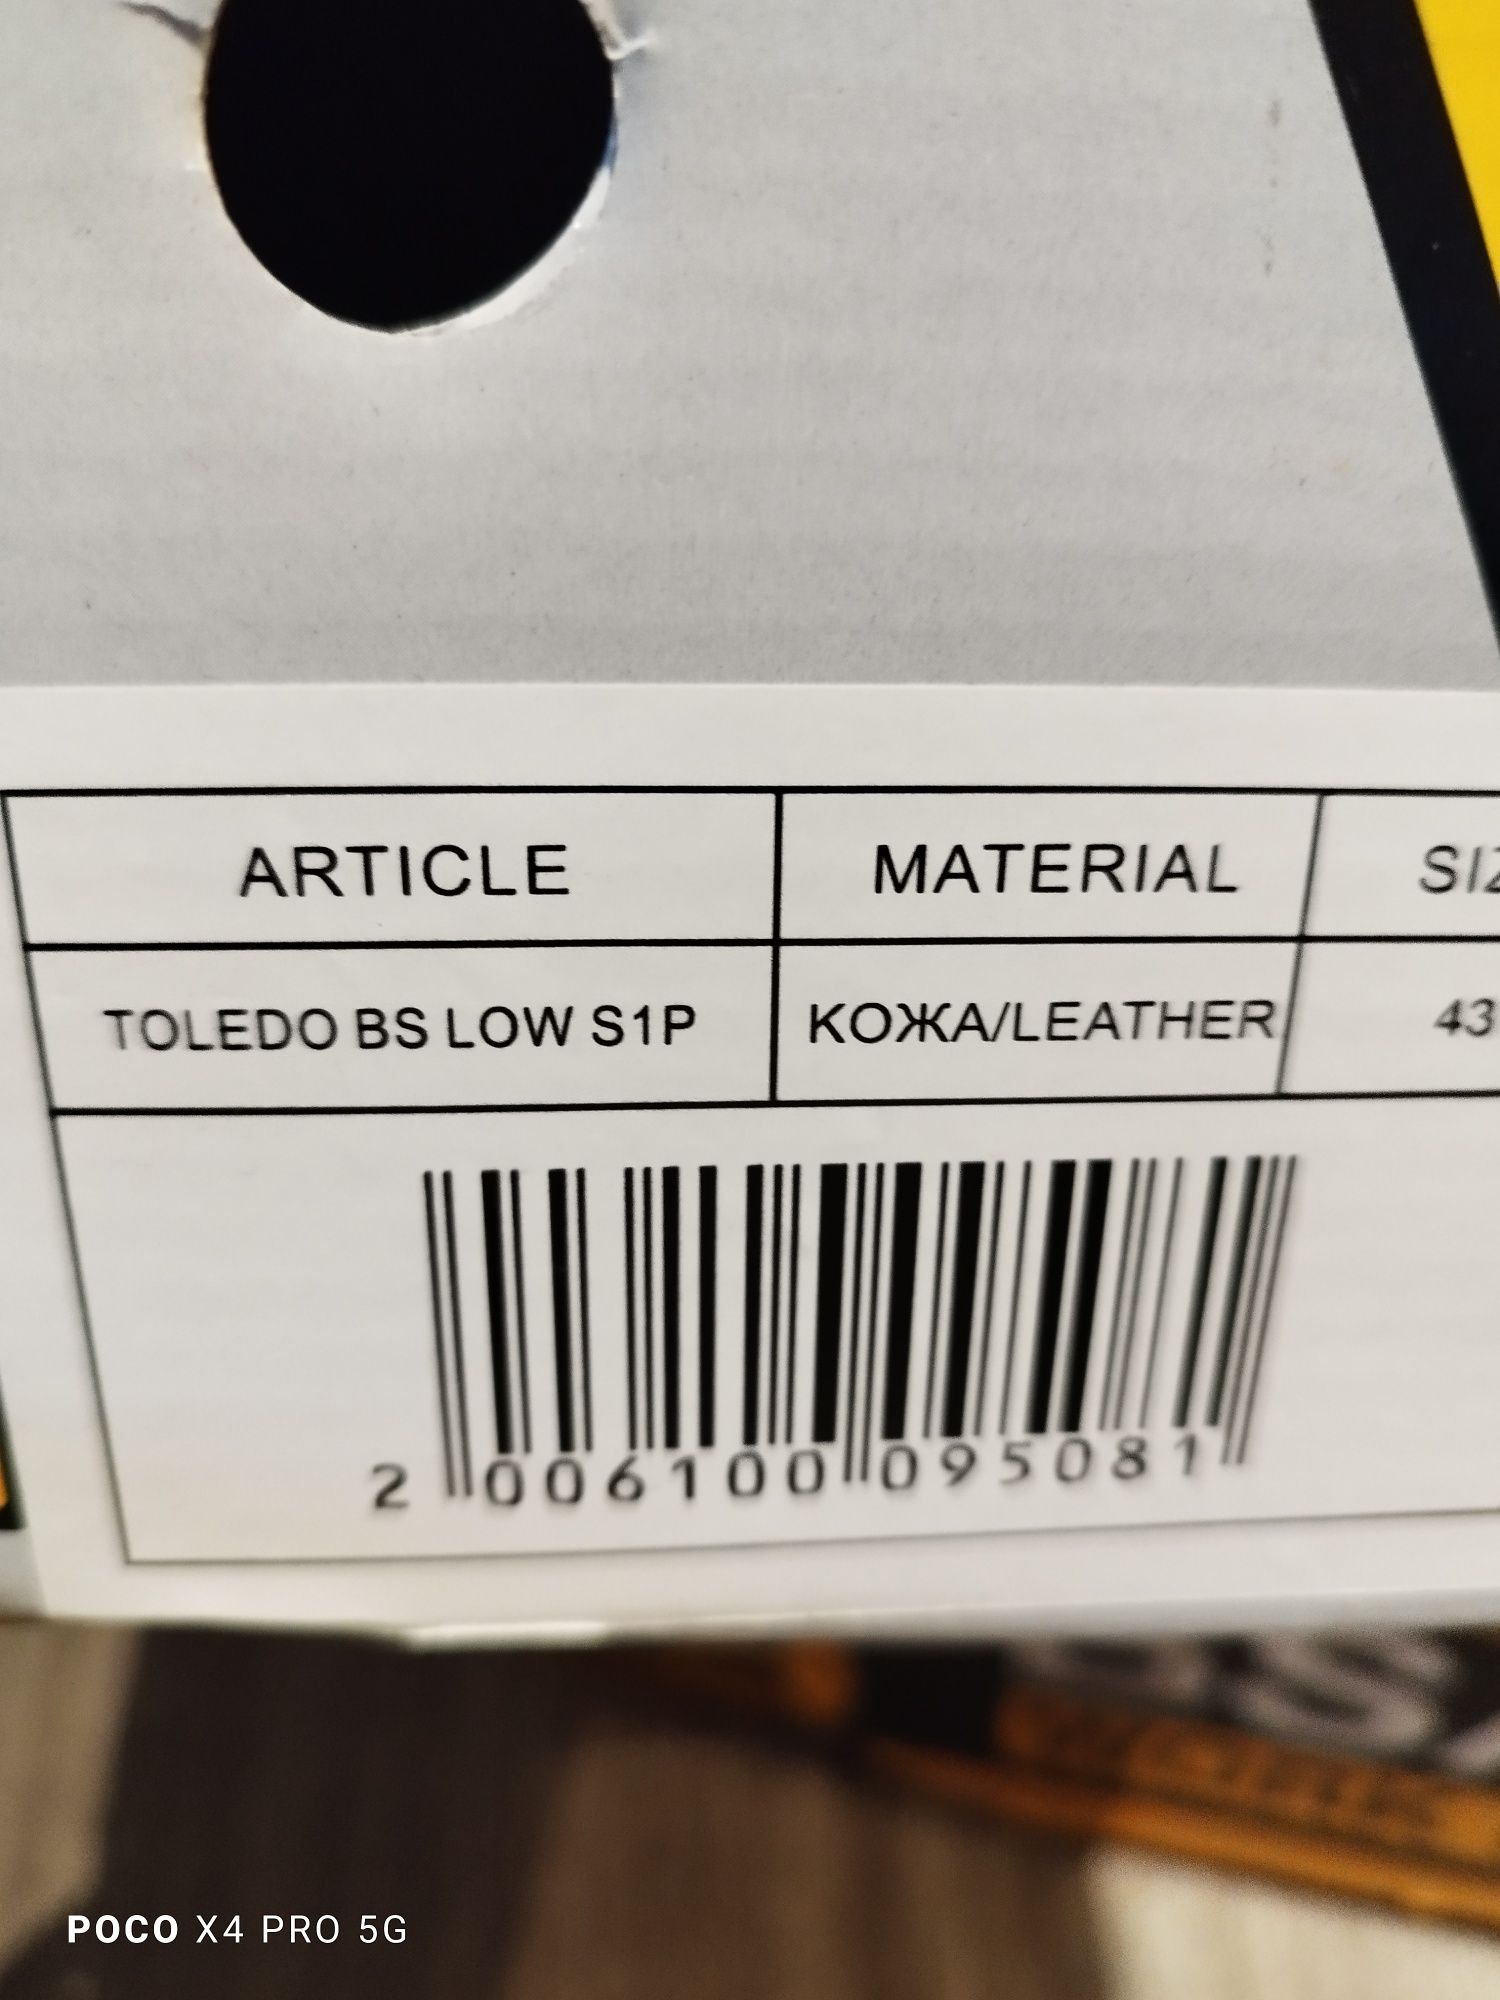 ARTICLE MATERIAL
TOLEDO BS LOW S1P КОЖА/LEATHER 43
2 006100 095081
POCO X4 PRO 5G